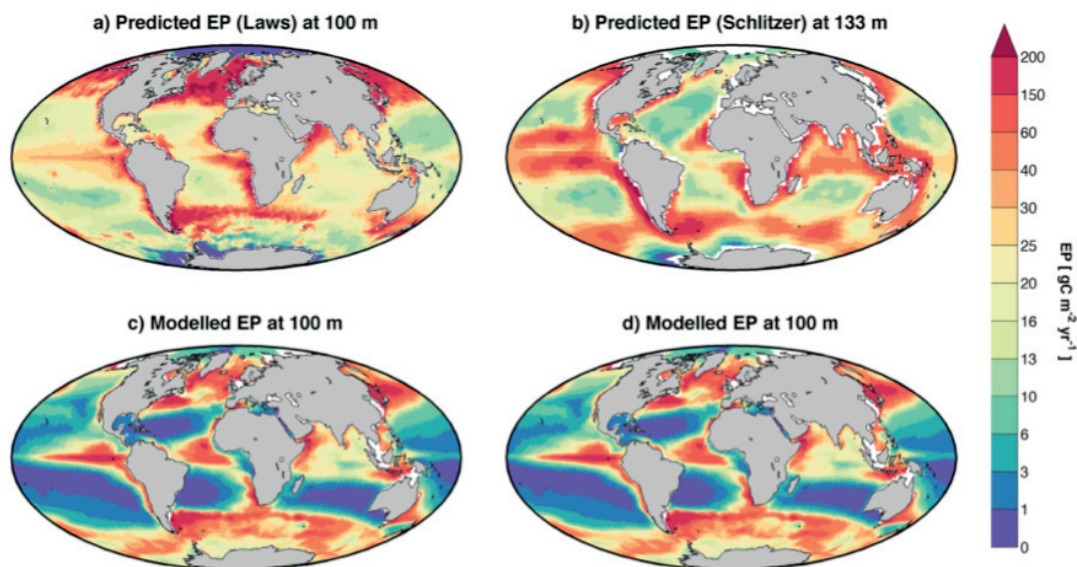 a) Predicted EP (Laws) at 100 m
b) Predicted EP (Schlitzer) at 133 m
c) Modelled EP at 100 m
d) Modelled EP at 100 m
200
150
60
40
30
25
20
16
13
10
6
3
1
0
EP [ gC m⁻² yr⁻¹ ]